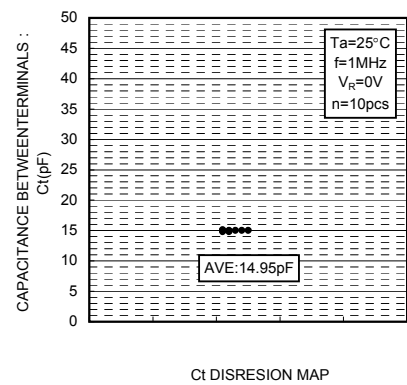 50
45
40
35
30
25
20
15
10
5
0
CAPACITANCE BETWEENTERMINALS :
Ct(pF)
Ta=25°C
f=1MHz
VR=0V
n=10pcs
AVE:14.95pF
Ct DISRESION MAP